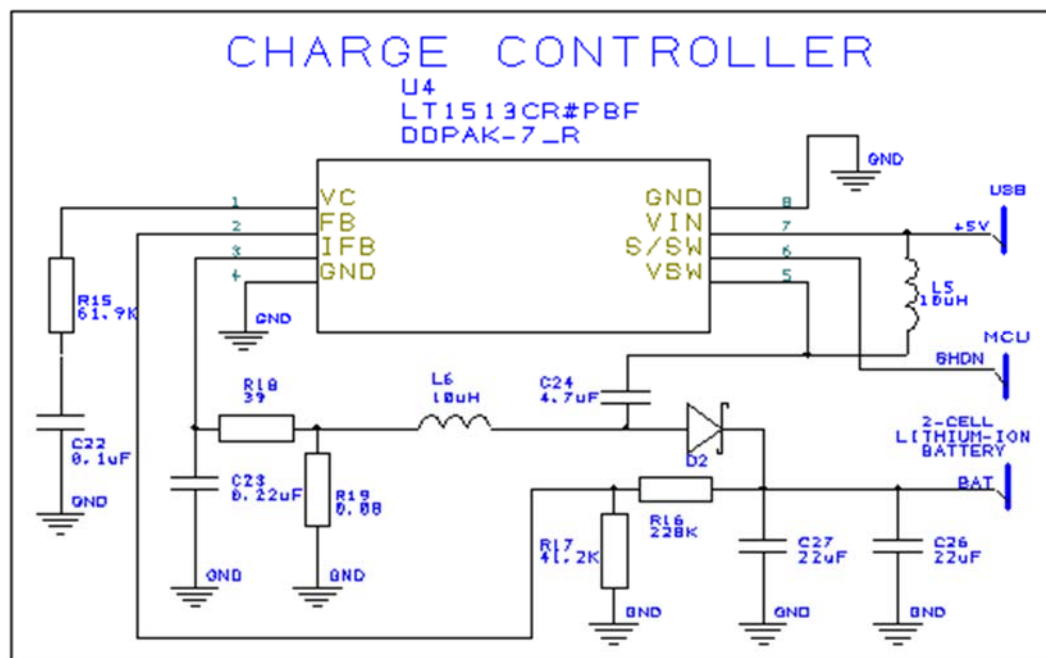 CHARGE CONTROLLER
U4
LT1513CR#PBF
DDPAK-7_R
1 VC
2 FB
3 IFB
4 GND
GND 8
VIN 7
S/SW 6
VSW 5
GND
GND
USB
+5V
L5
10uH
MCU
SHDN
R15
61.9K
C22
0.1uF
GND
R18
39
C23
0.22uF
GND
R19
0.08
GND
L6
10uH
C24
4.7uF
D2
2-CELL
LITHIUM-ION
BATTERY
BAT
R16
228K
R17
41.2K
GND
C27
22uF
GND
C26
22uF
GND